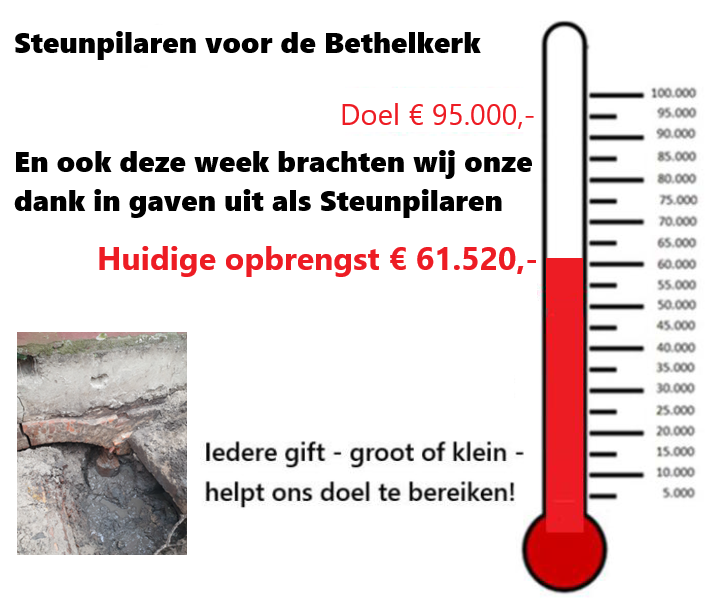 Steunpilaren voor de Bethelkerk
Doel € 95.000,-
En ook deze week brachten wij onze
dank in gaven uit als Steunpilaren
Huidige opbrengst € 61.520,-
Iedere gift - groot of klein -
helpt ons doel te bereiken!
100.000
95.000
90.000
85.000
80.000
75.000
70.000
65.000
60.000
55.000
50.000
45.000
40.000
35.000
30.000
25.000
20.000
15.000
10.000
5.000